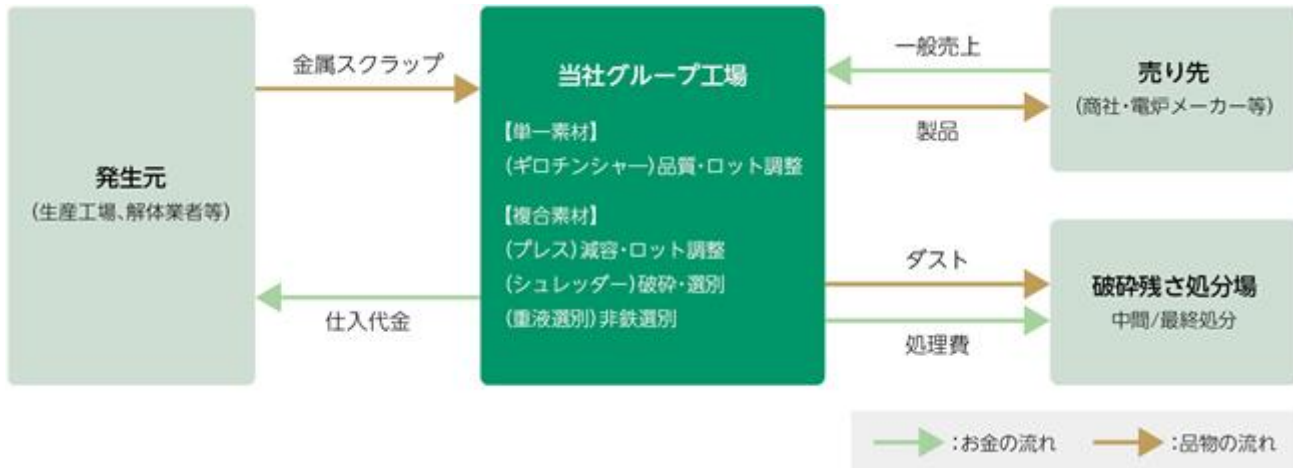 発生元
(生産工場、解体業者等)
金属スクラップ
仕入代金
当社グループ工場
【単一素材】
(ギロチンシャー)品質・ロット調整
【複合素材】
(プレス)減容・ロット調整
(シュレッダー)破砕・選別
(重液選別)非鉄選別
一般売上
製品
売り先
(商社・電炉メーカー等)
ダスト
処理費
破砕残さ処分場
中間/最終処分
:お金の流れ
:品物の流れ